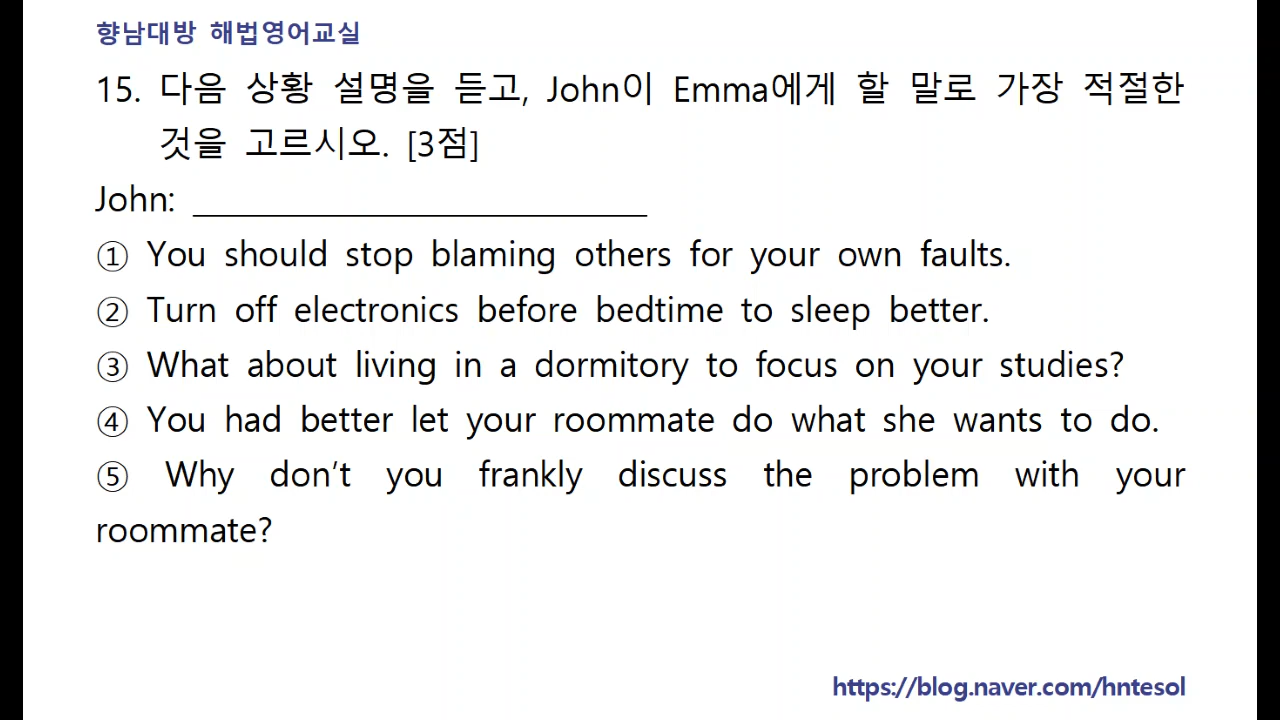 향남대방 해법영어교실
15. 다음 상황 설명을 듣고, John이 Emma에게 할 말로 가장 적절한
것을 고르시오. [3점]
John: ____________________________
① You should stop blaming others for your own faults.
② Turn off electronics before bedtime to sleep better.
③ What about living in a dormitory to focus on your studies?
④ You had better let your roommate do what she wants to do.
⑤ Why don’t you frankly discuss the problem with your
roommate?
https://blog.naver.com/hntesol